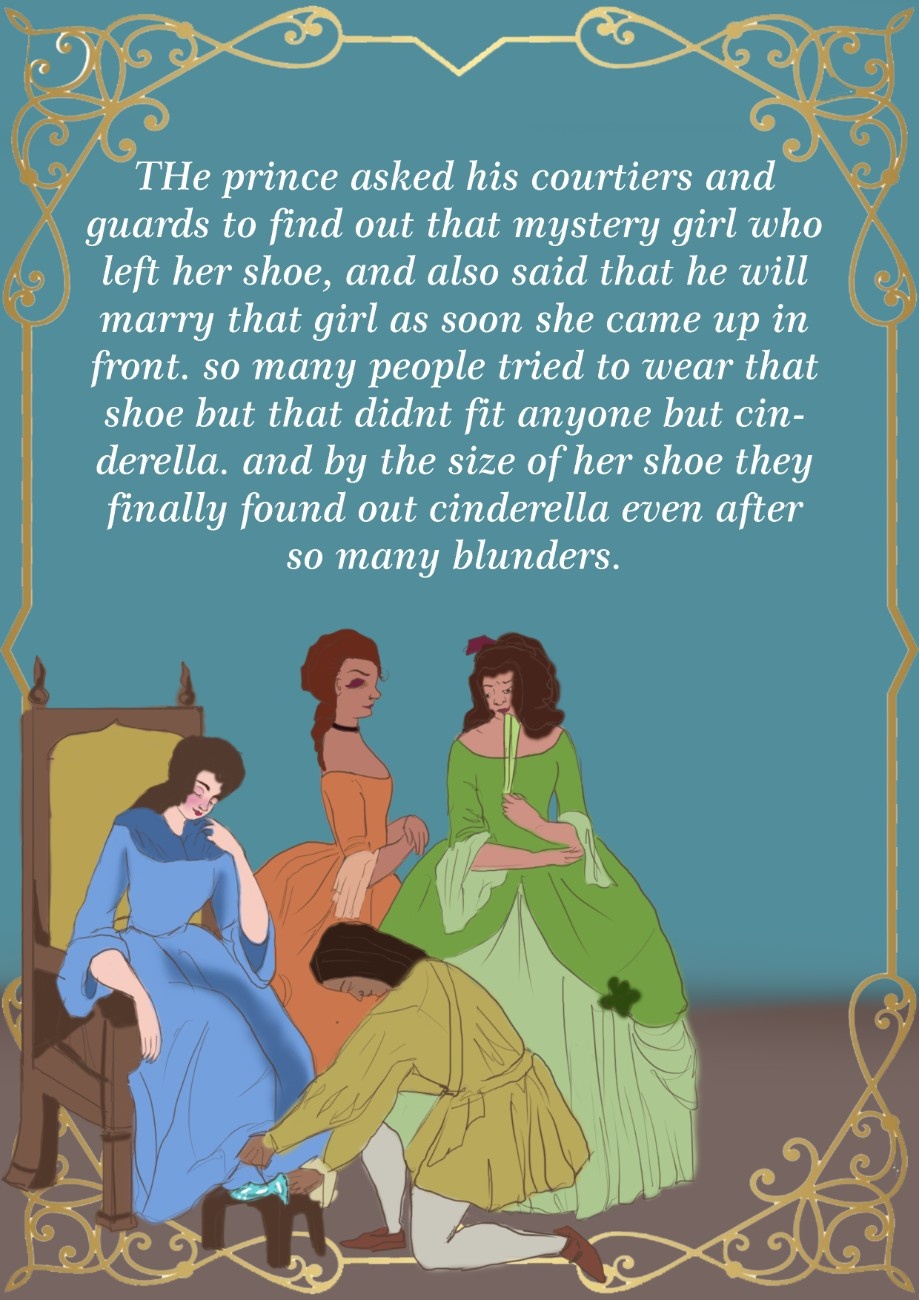 THe prince asked his courtiers and
guards to find out that mystery girl who
left her shoe, and also said that he will
marry that girl as soon she came up in
front. so many people tried to wear that
shoe but that didnt fit anyone but cin-
derella. and by the size of her shoe they
finally found out cinderella even after
so many blunders.